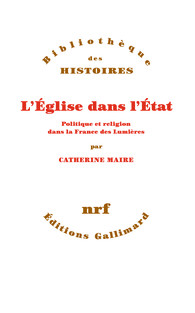 Bibliothèque
des
HISTOIRES
L'Église dans l'État
Politique et religion
dans la France des Lumières
par
CATHERINE MAIRE
nrf
Éditions Gallimard